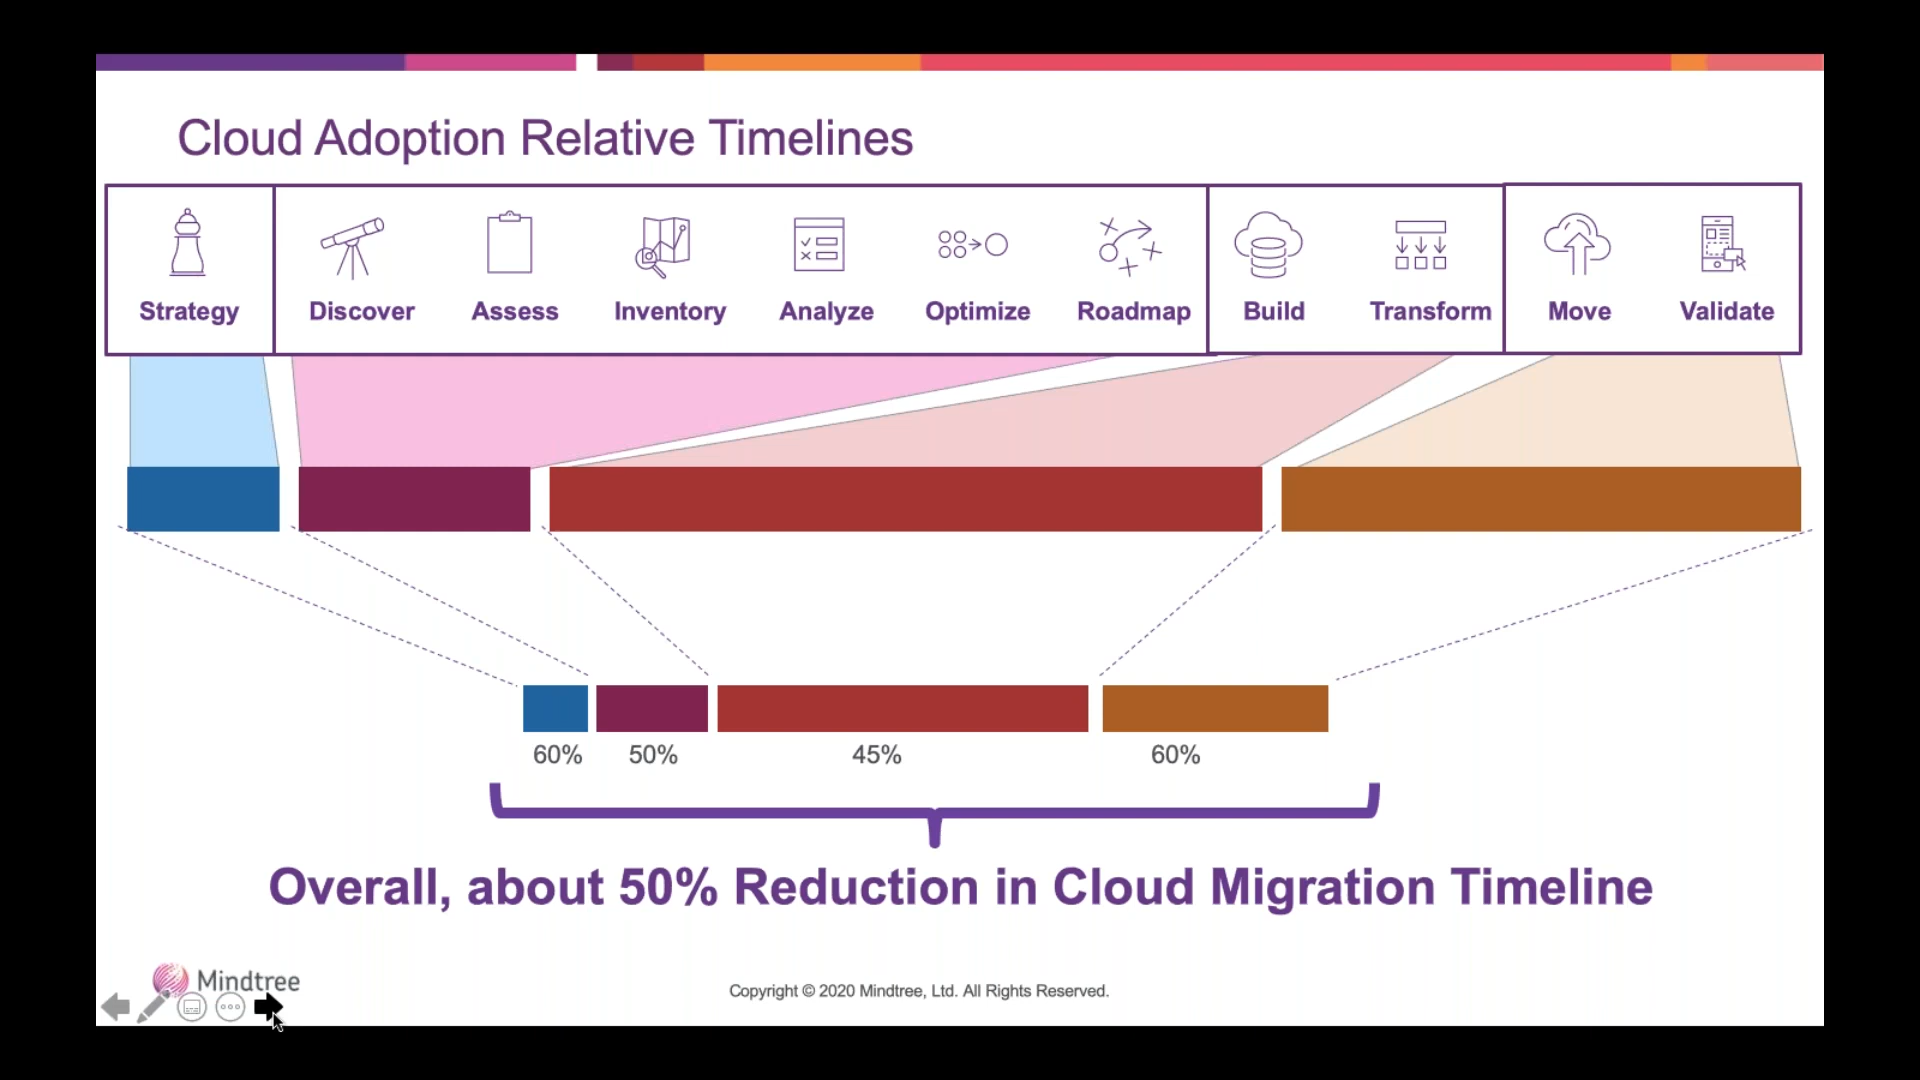 Cloud Adoption Relative Timelines
Strategy Discover Assess Inventory Analyze Optimize Roadmap Build Transform Move Validate
60% 50% 45% 60%
Overall, about 50% Reduction in Cloud Migration Timeline
Mindtree
Copyright © 2020 Mindtree, Ltd. All Rights Reserved.